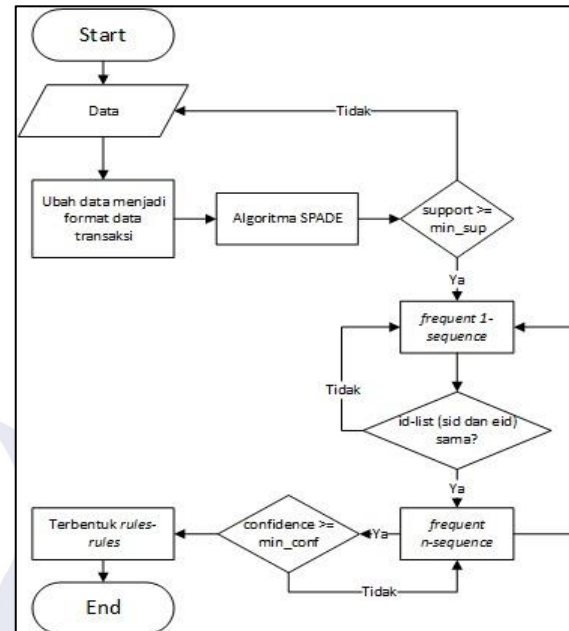 Start
Data
Tidak
Ubah data menjadi
format data
transaksi
Algoritma SPADE
support >=
min_sup
Ya
frequent 1-
sequence
Tidak
id-list (sid dan eid)
sama?
Ya
Terbentuk rules-
rules
confidence >=
min_conf
Ya
frequent
n-sequence
Tidak
End